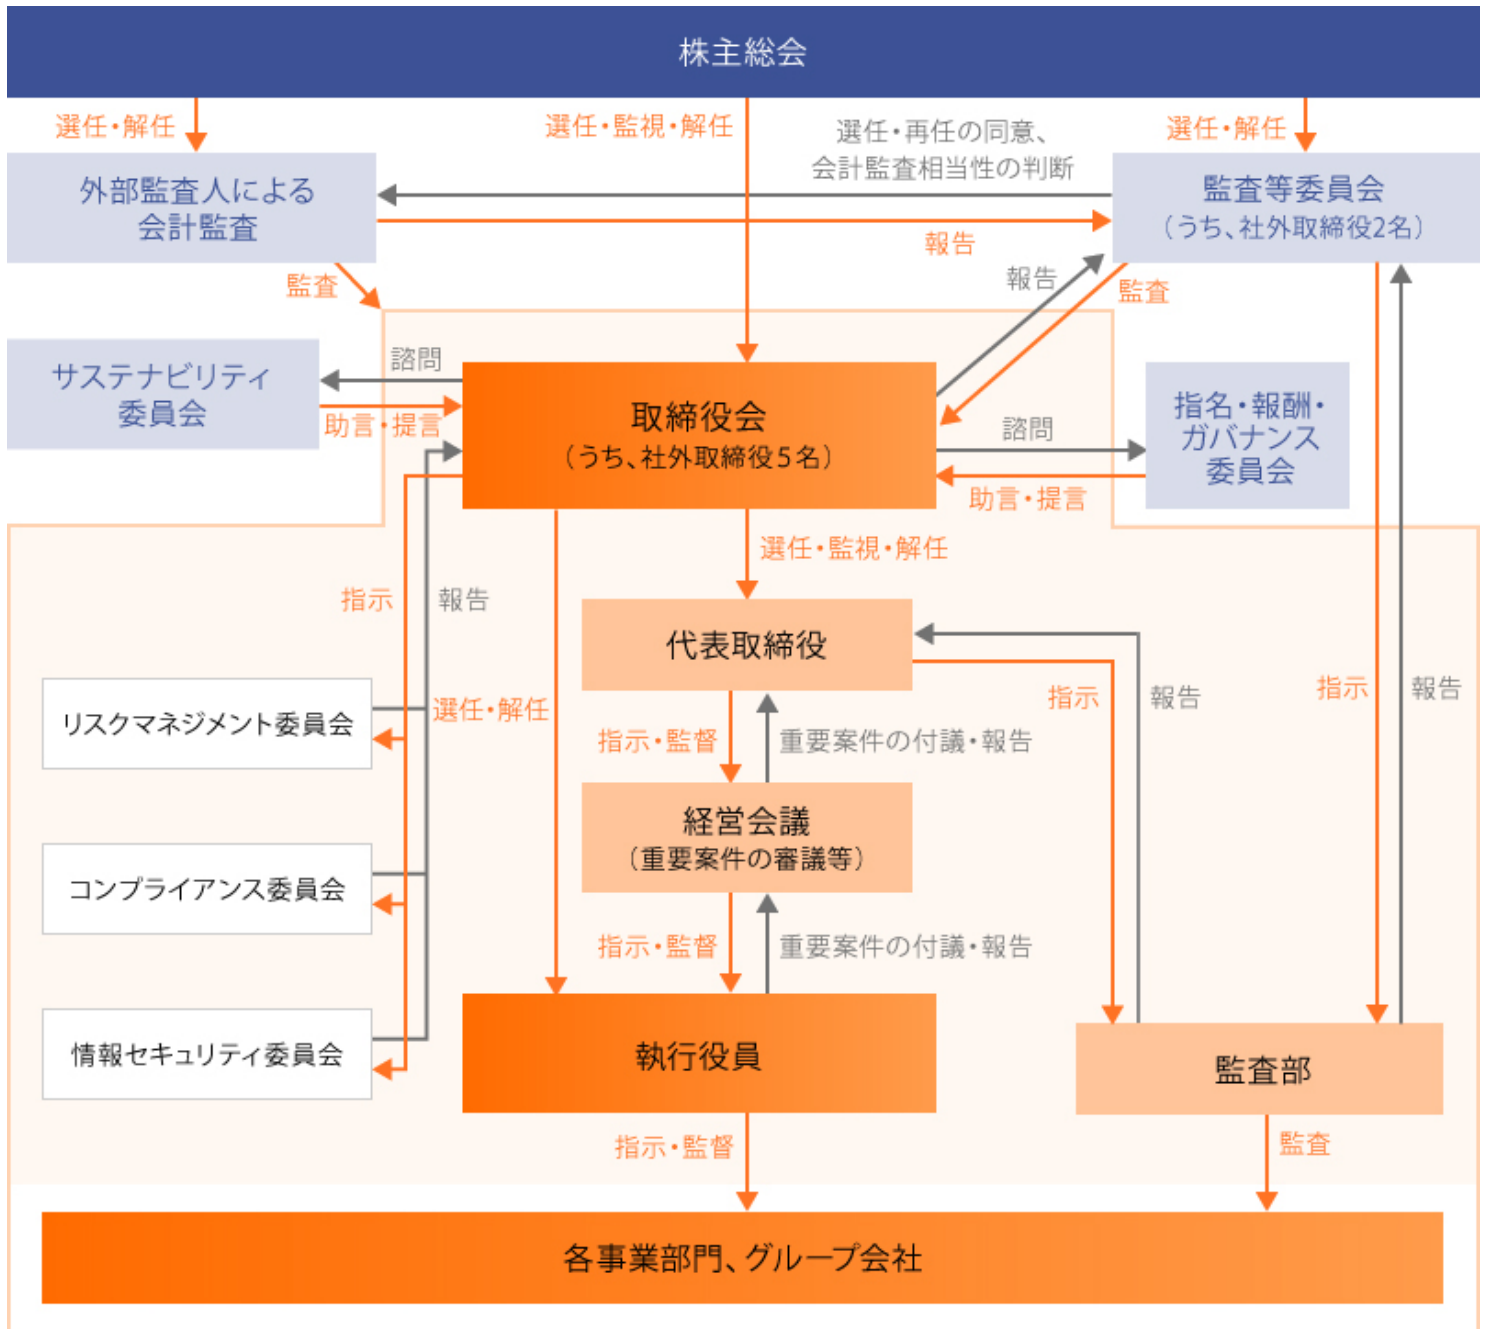 株主総会
選任・解任
選任・監視・解任
選任・再任の同意、
会計監査相当性の判断
選任・解任
外部監査人による
会計監査
監査等委員会
（うち、社外取締役2名）
報告
監査
報告
監査
サステナビリティ
委員会
諮問
助言・提言
取締役会
（うち、社外取締役５名）
諮問
助言・提言
指名・報酬・
ガバナンス
委員会
選任・監視・解任
指示
報告
代表取締役
選任・解任
指示
報告
指示
報告
リスクマネジメント委員会
指示・監督
重要案件の付議・報告
経営会議
（重要案件の審議等）
コンプライアンス委員会
指示・監督
重要案件の付議・報告
情報セキュリティ委員会
執行役員
監査部
指示・監督
監査
各事業部門、グループ会社